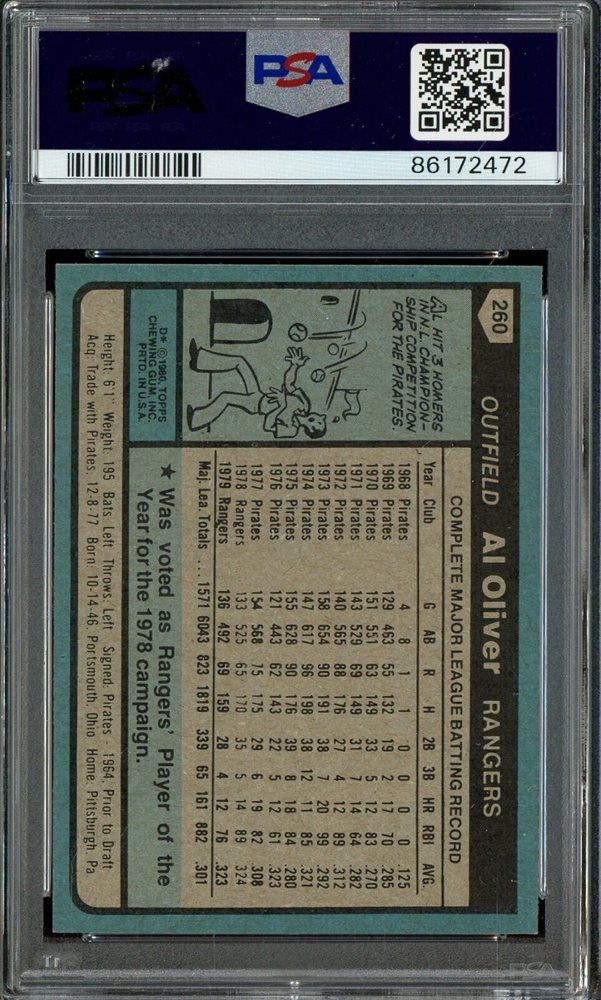 PSA
PSA
86172472
260
OUTFIELD Al Oliver RANGERS
AL HIT 3 HOMERS
IN N.L. CHAMPION-
SHIP COMPETITION
FOR THE PIRATES.
D* © 1980, TOPPS
CHEWING GUM, INC.
PRTD. IN U.S.A.
COMPLETE MAJOR LEAGUE BATTING RECORD
Year Club G AB R H 2B 3B HR RBI AVG.
1968 Pirates 4 8 1 1 0 0 0 0 .125
1969 Pirates 129 463 55 132 19 2 17 70 .285
1970 Pirates 151 551 63 149 33 5 12 83 .270
1971 Pirates 143 529 69 149 31 7 14 64 .282
1972 Pirates 140 565 88 176 27 4 12 89 .312
1973 Pirates 158 654 90 191 38 7 20 99 .292
1974 Pirates 147 617 96 198 38 12 11 85 .321
1975 Pirates 155 628 90 176 39 8 18 84 .280
1976 Pirates 121 443 62 143 22 5 12 61 .323
1977 Pirates 154 568 75 175 29 6 19 82 .308
1978 Rangers 133 525 65 170 35 5 14 89 .324
1979 Rangers 136 492 69 159 28 4 12 76 .323
Maj. Lea. Totals ... 1571 6043 823 1819 339 65 161 882 .301
★ Was voted as Rangers' Player of the
Year for the 1978 campaign.
Height: 6'1" Weight: 195 Bats: Left Throws: Left Signed: Pirates - 1964, Prior to Draft
Acq: Trade with Pirates, 12-8-77 Born: 10-14-46, Portsmouth, Ohio Home: Pittsburgh, Pa.
PSA